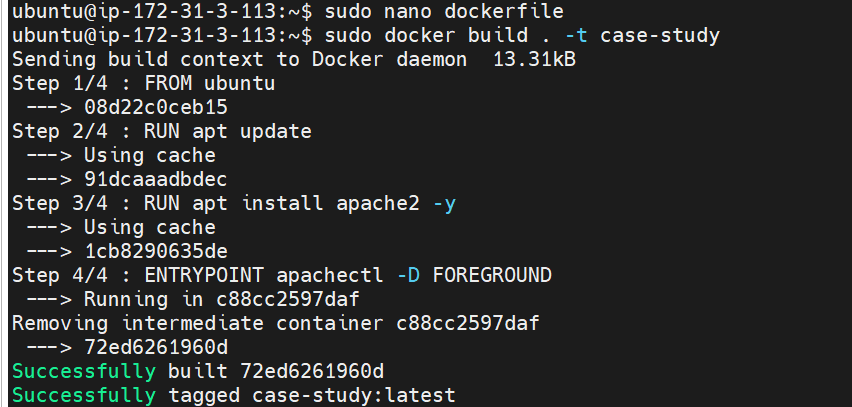 ubuntu@ip-172-31-3-113:~$ sudo nano dockerfile
ubuntu@ip-172-31-3-113:~$ sudo docker build . -t case-study
Sending build context to Docker daemon  13.31kB
Step 1/4 : FROM ubuntu
 ---> 08d22c0ceb15
Step 2/4 : RUN apt update
 ---> Using cache
 ---> 91dcaaadbdec
Step 3/4 : RUN apt install apache2 -y
 ---> Using cache
 ---> 1cb8290635de
Step 4/4 : ENTRYPOINT apachectl -D FOREGROUND
 ---> Running in c88cc2597daf
Removing intermediate container c88cc2597daf
 ---> 72ed6261960d
Successfully built 72ed6261960d
Successfully tagged case-study:latest